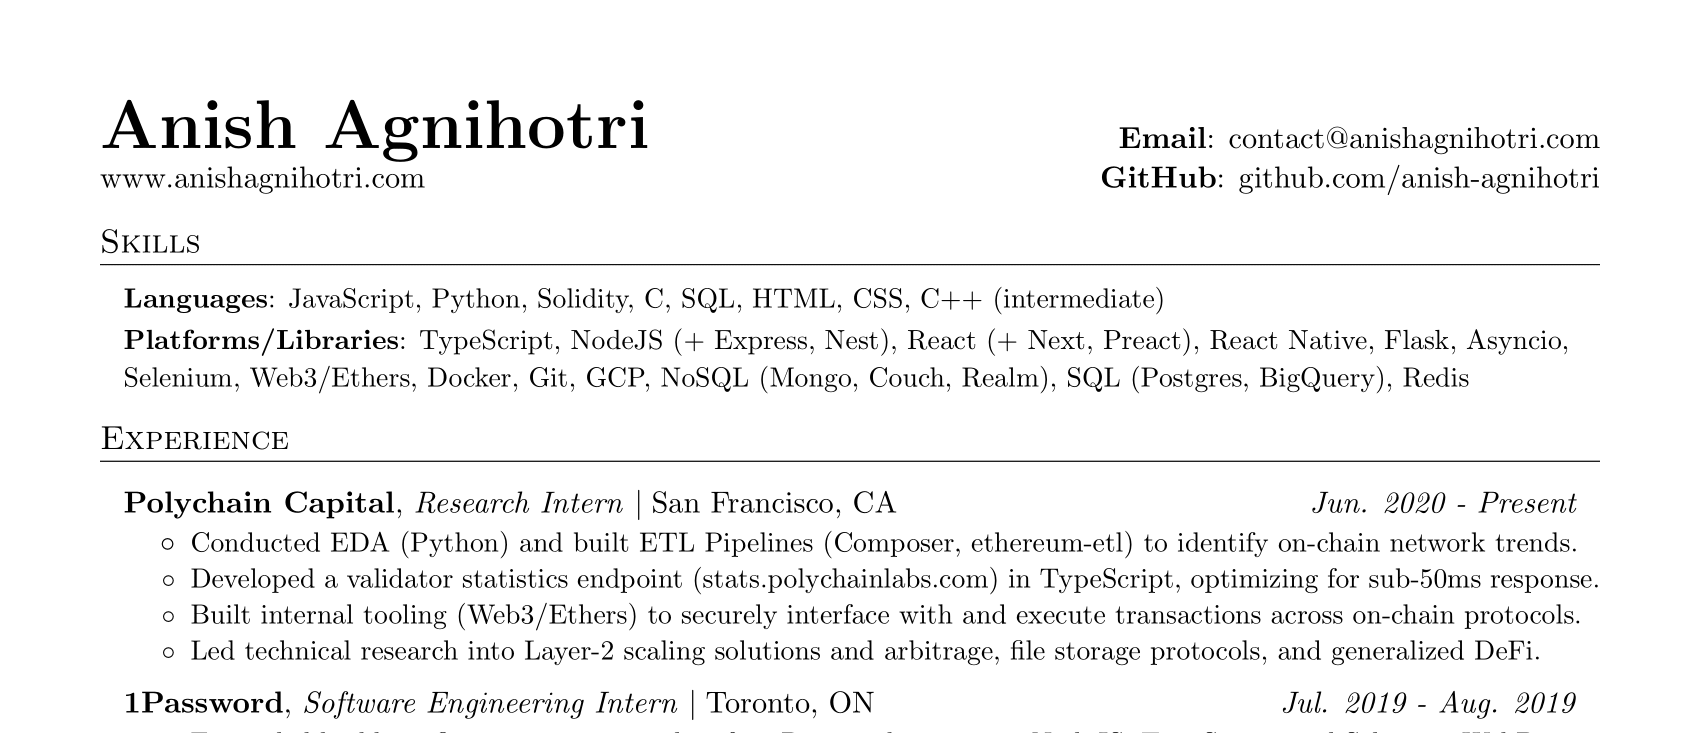 Anish Agnihotri
www.anishagnihotri.com
Email: contact@anishagnihotri.com
GitHub: github.com/anish-agnihotri
Skills
Languages: JavaScript, Python, Solidity, C, SQL, HTML, CSS, C++ (intermediate)
Platforms/Libraries: TypeScript, NodeJS (+ Express, Nest), React (+ Next, Preact), React Native, Flask, Asyncio,
Selenium, Web3/Ethers, Docker, Git, GCP, NoSQL (Mongo, Couch, Realm), SQL (Postgres, BigQuery), Redis
Experience
Polychain Capital, Research Intern | San Francisco, CA Jun. 2020 - Present
◦ Conducted EDA (Python) and built ETL Pipelines (Composer, ethereum-etl) to identify on-chain network trends.
◦ Developed a validator statistics endpoint (stats.polychainlabs.com) in TypeScript, optimizing for sub-50ms response.
◦ Built internal tooling (Web3/Ethers) to securely interface with and execute transactions across on-chain protocols.
◦ Led technical research into Layer-2 scaling solutions and arbitrage, file storage protocols, and generalized DeFi.
1Password, Software Engineering Intern | Toronto, ON Jul. 2019 - Aug. 2019